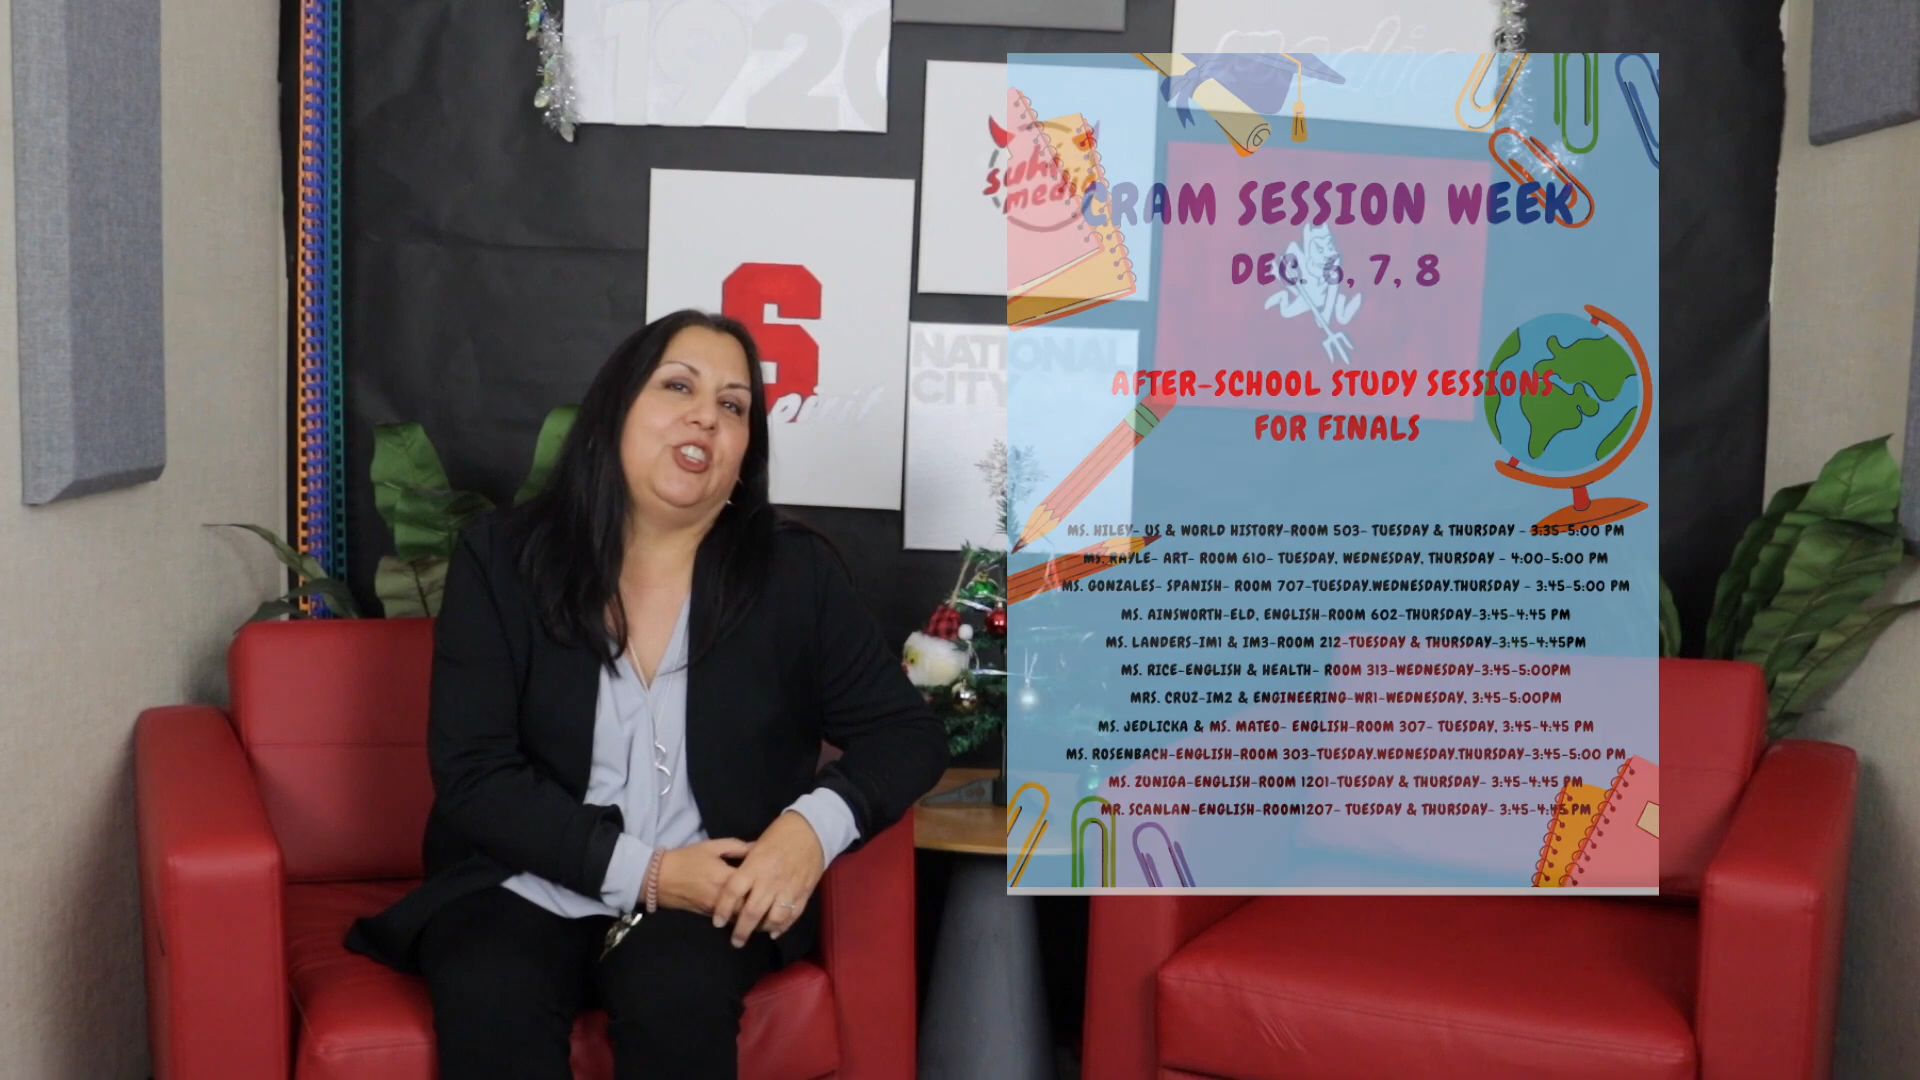 1920
suhi
media
S
Spirit
NATIONAL
CITY
CRAM SESSION WEEK
DEC. 6, 7, 8
AFTER-SCHOOL STUDY SESSIONS
FOR FINALS
MS. HILEY- US & WORLD HISTORY-ROOM 503- TUESDAY & THURSDAY - 3:35-5:00 PM
MS. RAYLE- ART- ROOM 610- TUESDAY, WEDNESDAY, THURSDAY - 4:00-5:00 PM
MS. GONZALES- SPANISH- ROOM 707-TUESDAY,WEDNESDAY,THURSDAY - 3:45-5:00 PM
MS. AINSWORTH-ELD, ENGLISH-ROOM 602-THURSDAY-3:45-4:45 PM
MS. LANDERS-IM1 & IM3-ROOM 212-TUESDAY & THURSDAY-3:45-4:45PM
MS. RICE-ENGLISH & HEALTH- ROOM 313-WEDNESDAY-3:45-5:00PM
MRS. CRUZ-IM2 & ENGINEERING-WR1-WEDNESDAY, 3:45-5:00PM
MS. JEDLICKA & MS. MATEO- ENGLISH-ROOM 307- TUESDAY, 3:45-4:45 PM
MS. ROSENBACH-ENGLISH-ROOM 303-TUESDAY,WEDNESDAY,THURSDAY-3:45-5:00 PM
MS. ZUNIGA-ENGLISH-ROOM 1201-TUESDAY & THURSDAY- 3:45-4:45 PM
MR. SCANLAN-ENGLISH-ROOM1207- TUESDAY & THURSDAY- 3:45-4:45 PM